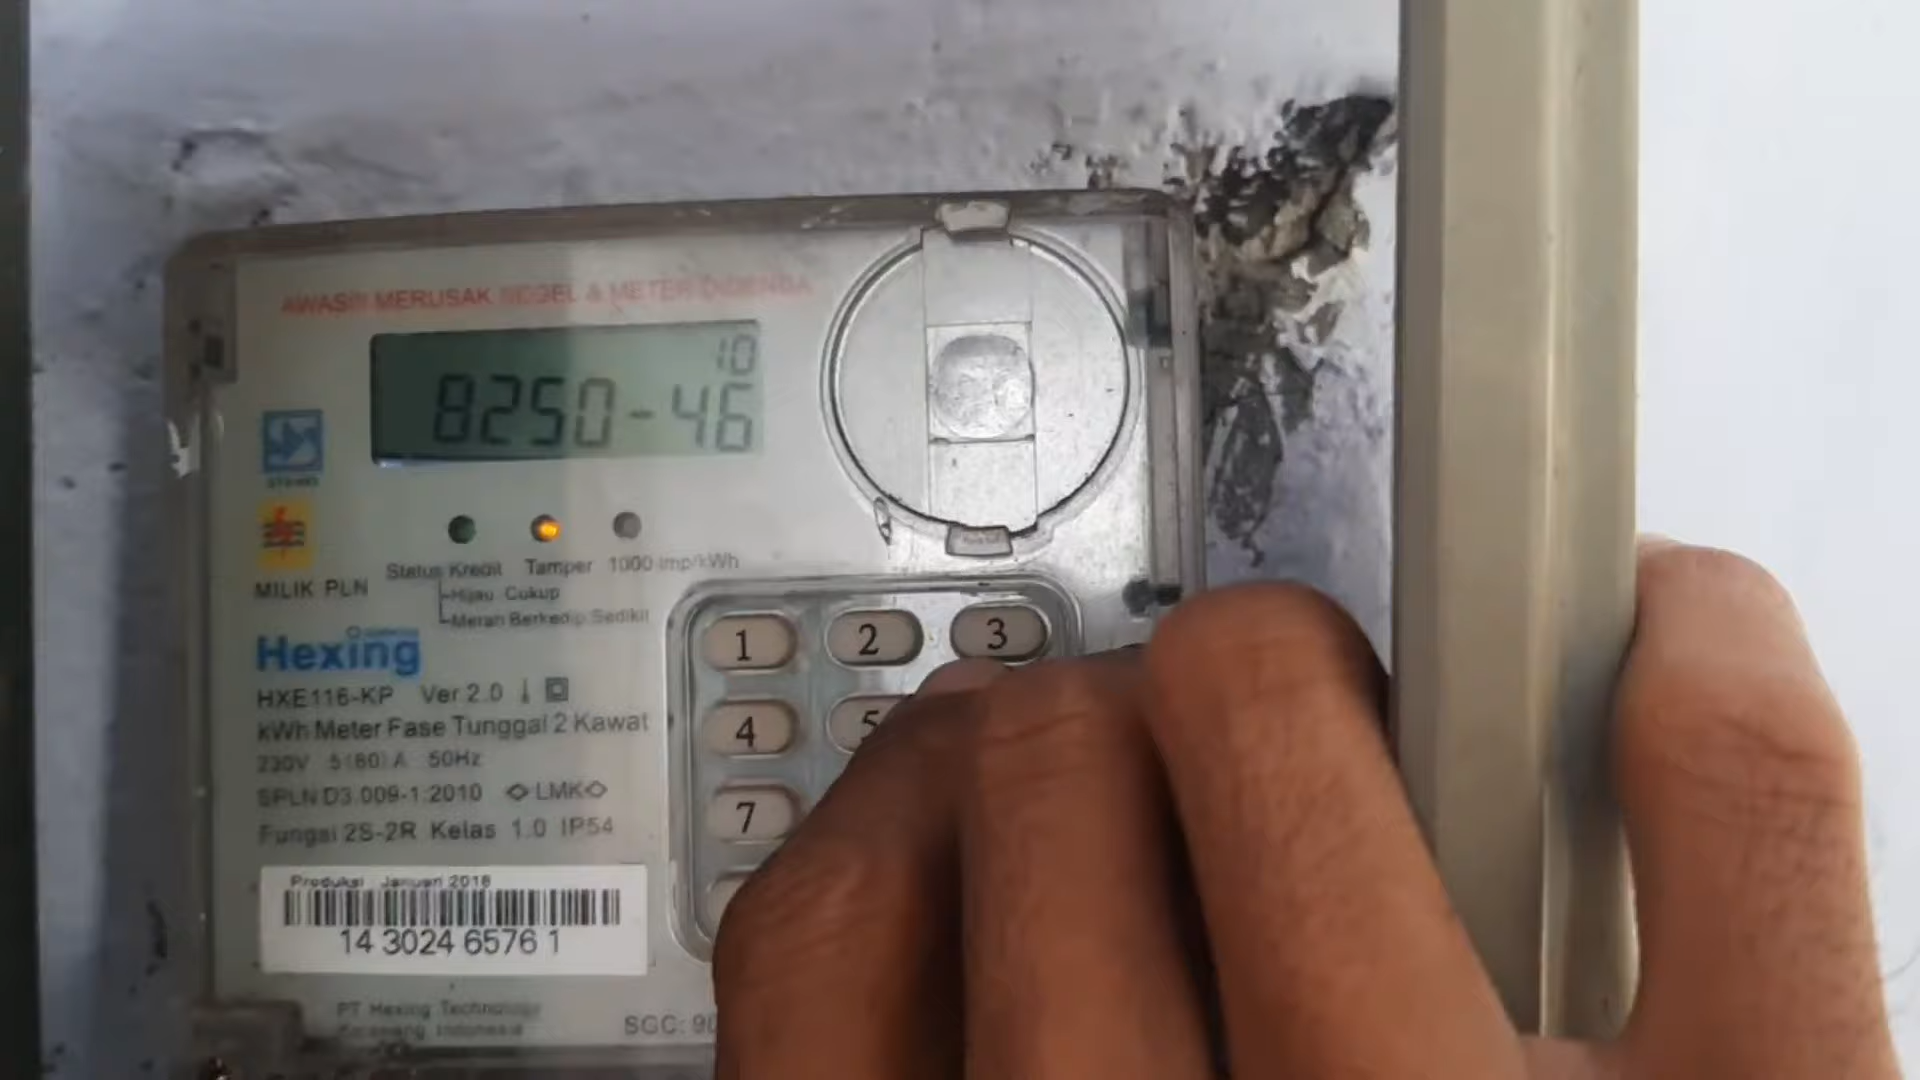 AWAS!!! MERUSAK SEGEL & METER DIDENDA
10
8250-46
Status Kredit Tamper 1000 imp/kWh
Hijau Cukup
Merah Berkedip Sedikit
MILIK PLN
Hexing
HXE116-KP Ver 2.0
kWh Meter Fase Tunggal 2 Kawat
230V 5(60)A 50Hz
SPLN D3.009-1:2010 LMK
Fungsi 2S-2R Kelas 1.0 IP54
Produksi Januari 2018
14 3024 6576 1
PT Hexing Technology
Karawang Indonesia
SGC: 90
1 2 3
4 5
7